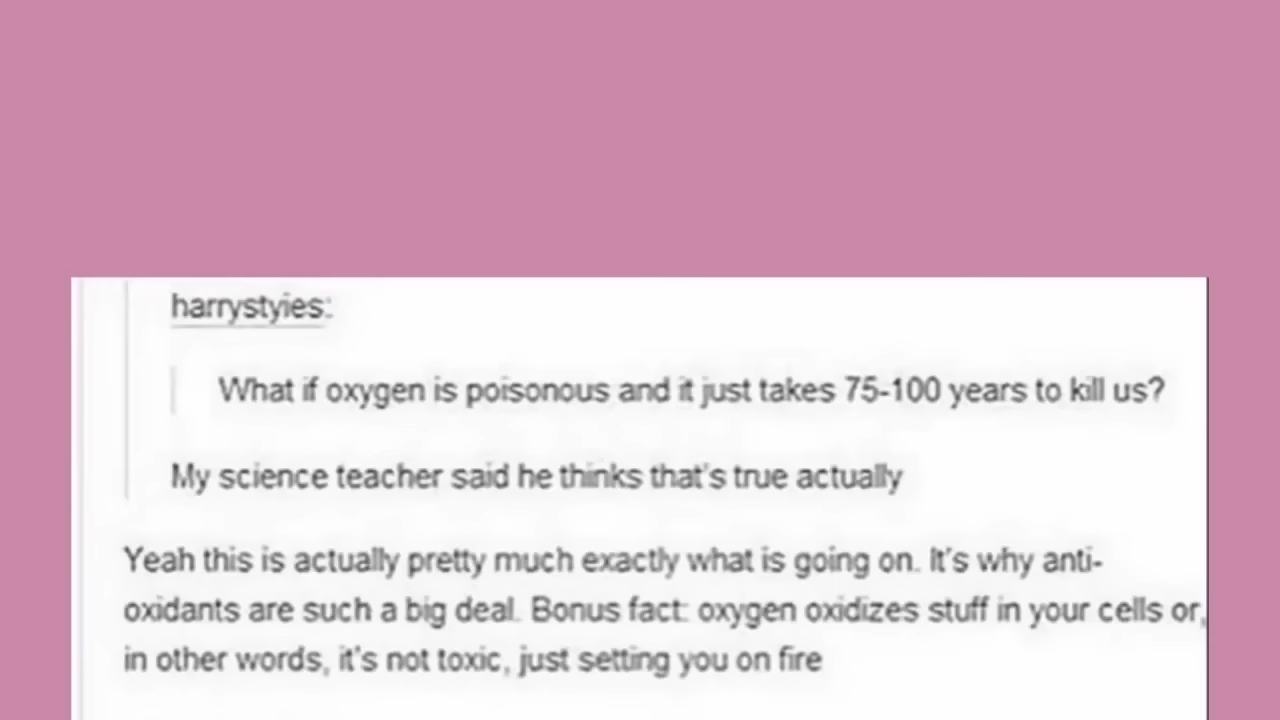 harrystyies:
What if oxygen is poisonous and it just takes 75-100 years to kill us?
My science teacher said he thinks that's true actually
Yeah this is actually pretty much exactly what is going on. It's why anti-
oxidants are such a big deal. Bonus fact: oxygen oxidizes stuff in your cells or,
in other words, it's not toxic, just setting you on fire